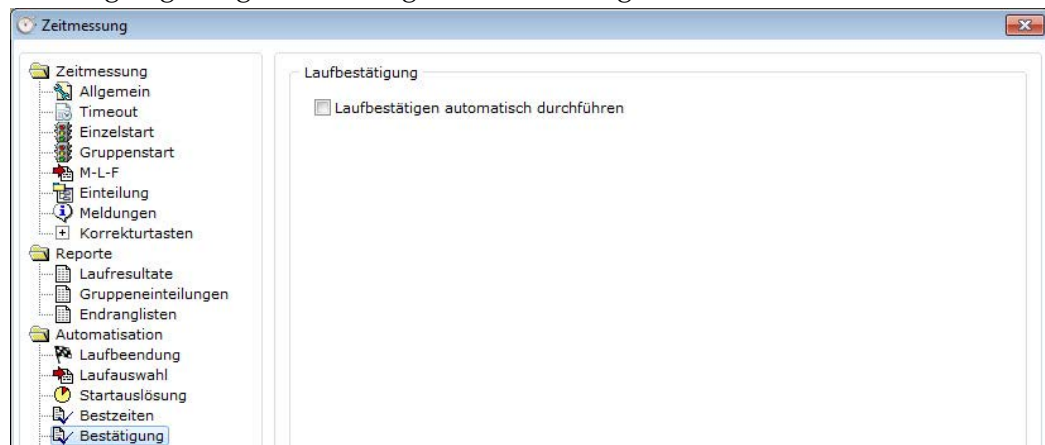 Zeitmessung
Zeitmessung
Allgemein
Timeout
Einzelstart
Gruppenstart
M-L-F
Einteilung
Meldungen
Korrekturtasten
Reporte
Laufresultate
Gruppeneinteilungen
Endranglisten
Automatisation
Laufbeendung
Laufauswahl
Startauslösung
Bestzeiten
Bestätigung
Laufbestätigung
Laufbestätigen automatisch durchführen